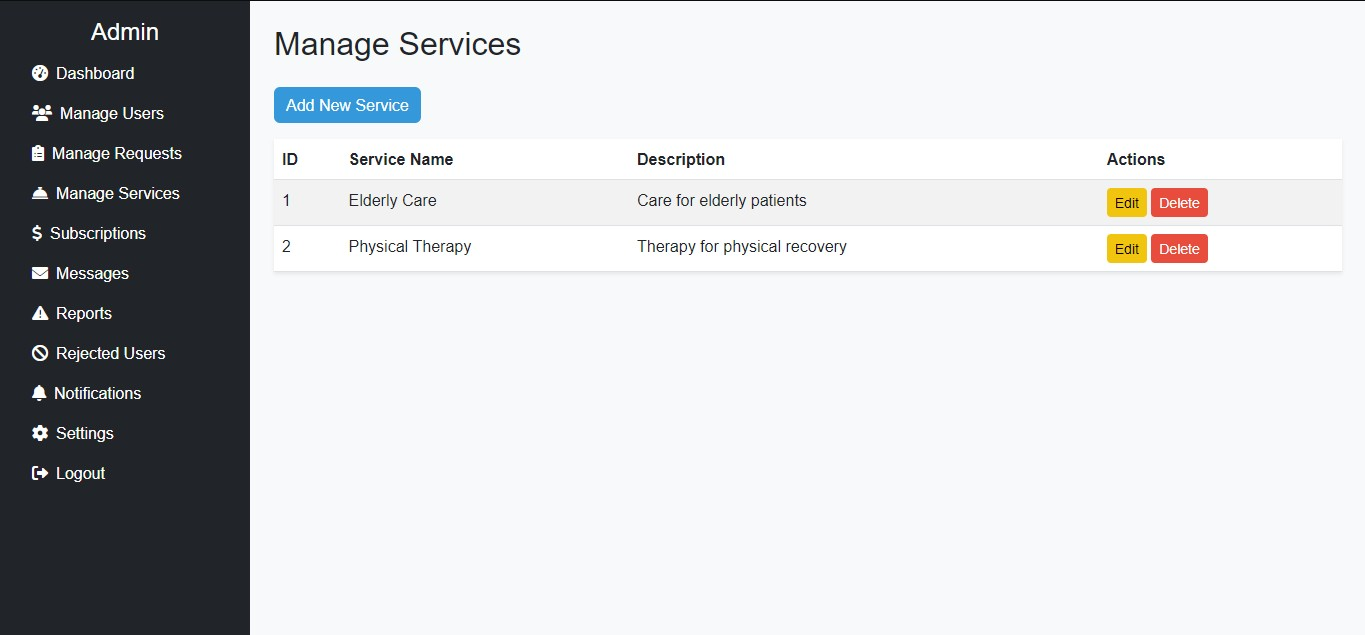 Admin
Dashboard
Manage Users
Manage Requests
Manage Services
Subscriptions
Messages
Reports
Rejected Users
Notifications
Settings
Logout
Manage Services
Add New Service
ID Service Name Description Actions
1 Elderly Care Care for elderly patients Edit Delete
2 Physical Therapy Therapy for physical recovery Edit Delete